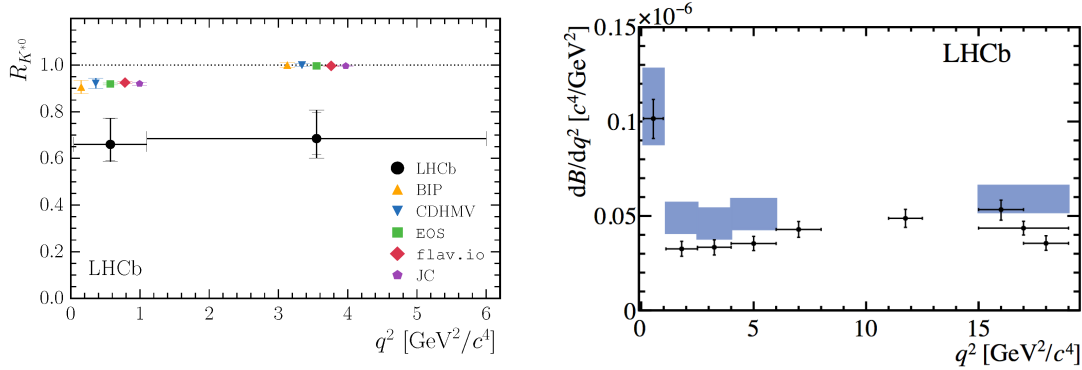 R_{K*0}
1.0
0.8
0.6
0.4
0.2
0.0
LHCb
BIP
CDHMV
EOS
flav.io
JC
LHCb
0 1 2 3 4 5 6
q² [GeV²/c⁴]
×10⁻⁶
0.15
0.1
0.05
0
dB/dq² [c⁴/GeV²]
LHCb
0 5 10 15
q² [GeV²/c⁴]